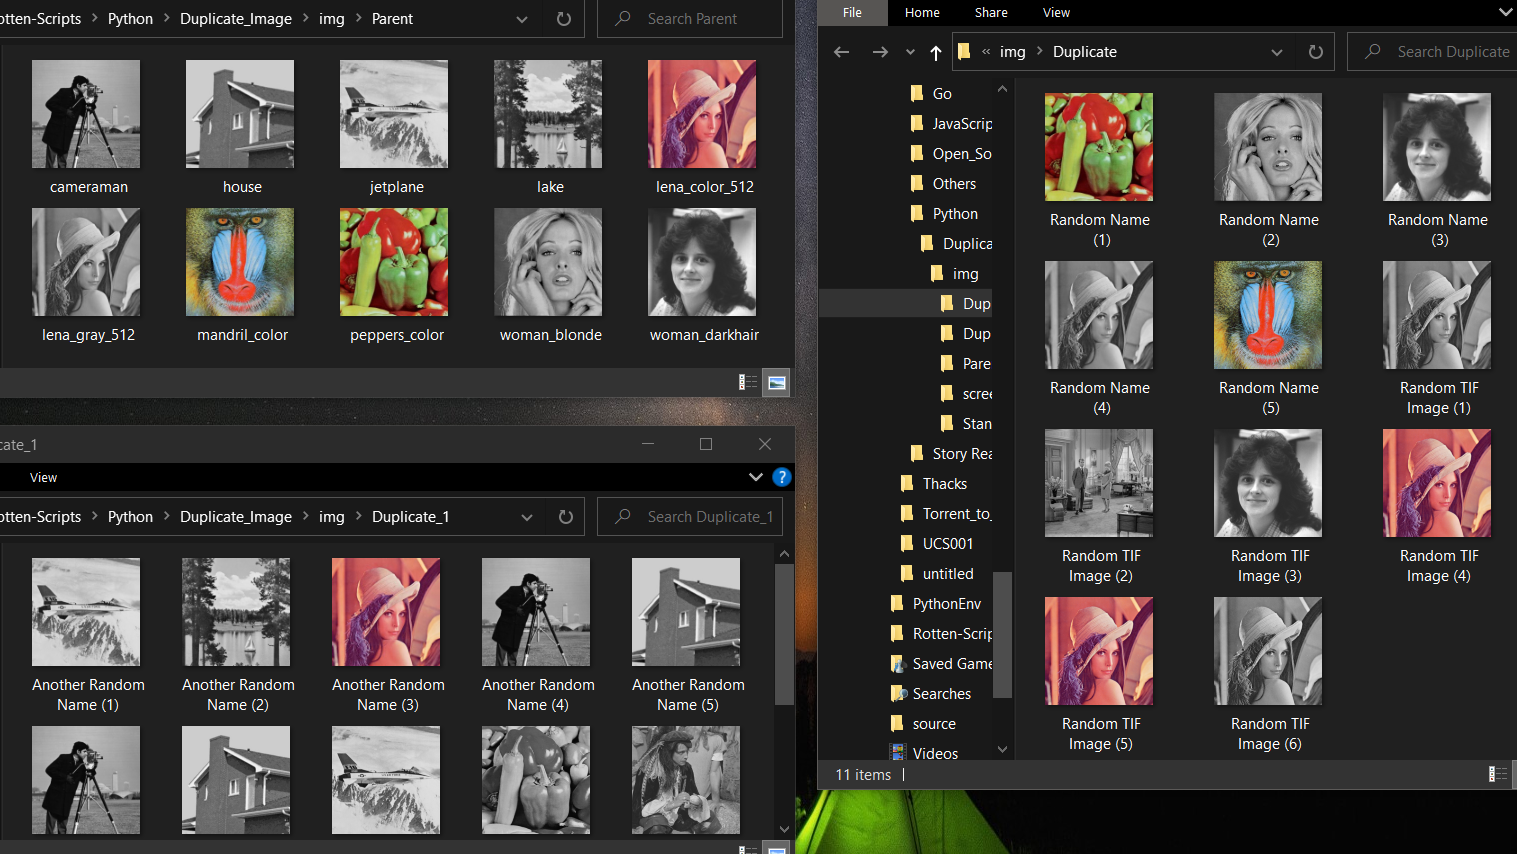 otten-Scripts > Python > Duplicate_Image > img > Parent
Search Parent
cameraman
house
jetplane
lake
lena_color_512
lena_gray_512
mandril_color
peppers_color
woman_blonde
woman_darkhair
cate_1
View
?
otten-Scripts > Python > Duplicate_Image > img > Duplicate_1
Search Duplicate_1
Another Random
Name (1)
Another Random
Name (2)
Another Random
Name (3)
Another Random
Name (4)
Another Random
Name (5)
File
Home
Share
View
« img > Duplicate
Search Duplicate
Go
JavaScrip
Open_So
Others
Python
Duplica
img
Dup
Dup
Pare
scree
Stan
Story Rea
Thacks
Torrent_to_
UCS001
untitled
PythonEnv
Rotten-Scrip
Saved Game
Searches
source
Videos
Random Name
(1)
Random Name
(2)
Random Name
(3)
Random Name
(4)
Random Name
(5)
Random TIF
Image (1)
Random TIF
Image (2)
Random TIF
Image (3)
Random TIF
Image (4)
Random TIF
Image (5)
Random TIF
Image (6)
11 items